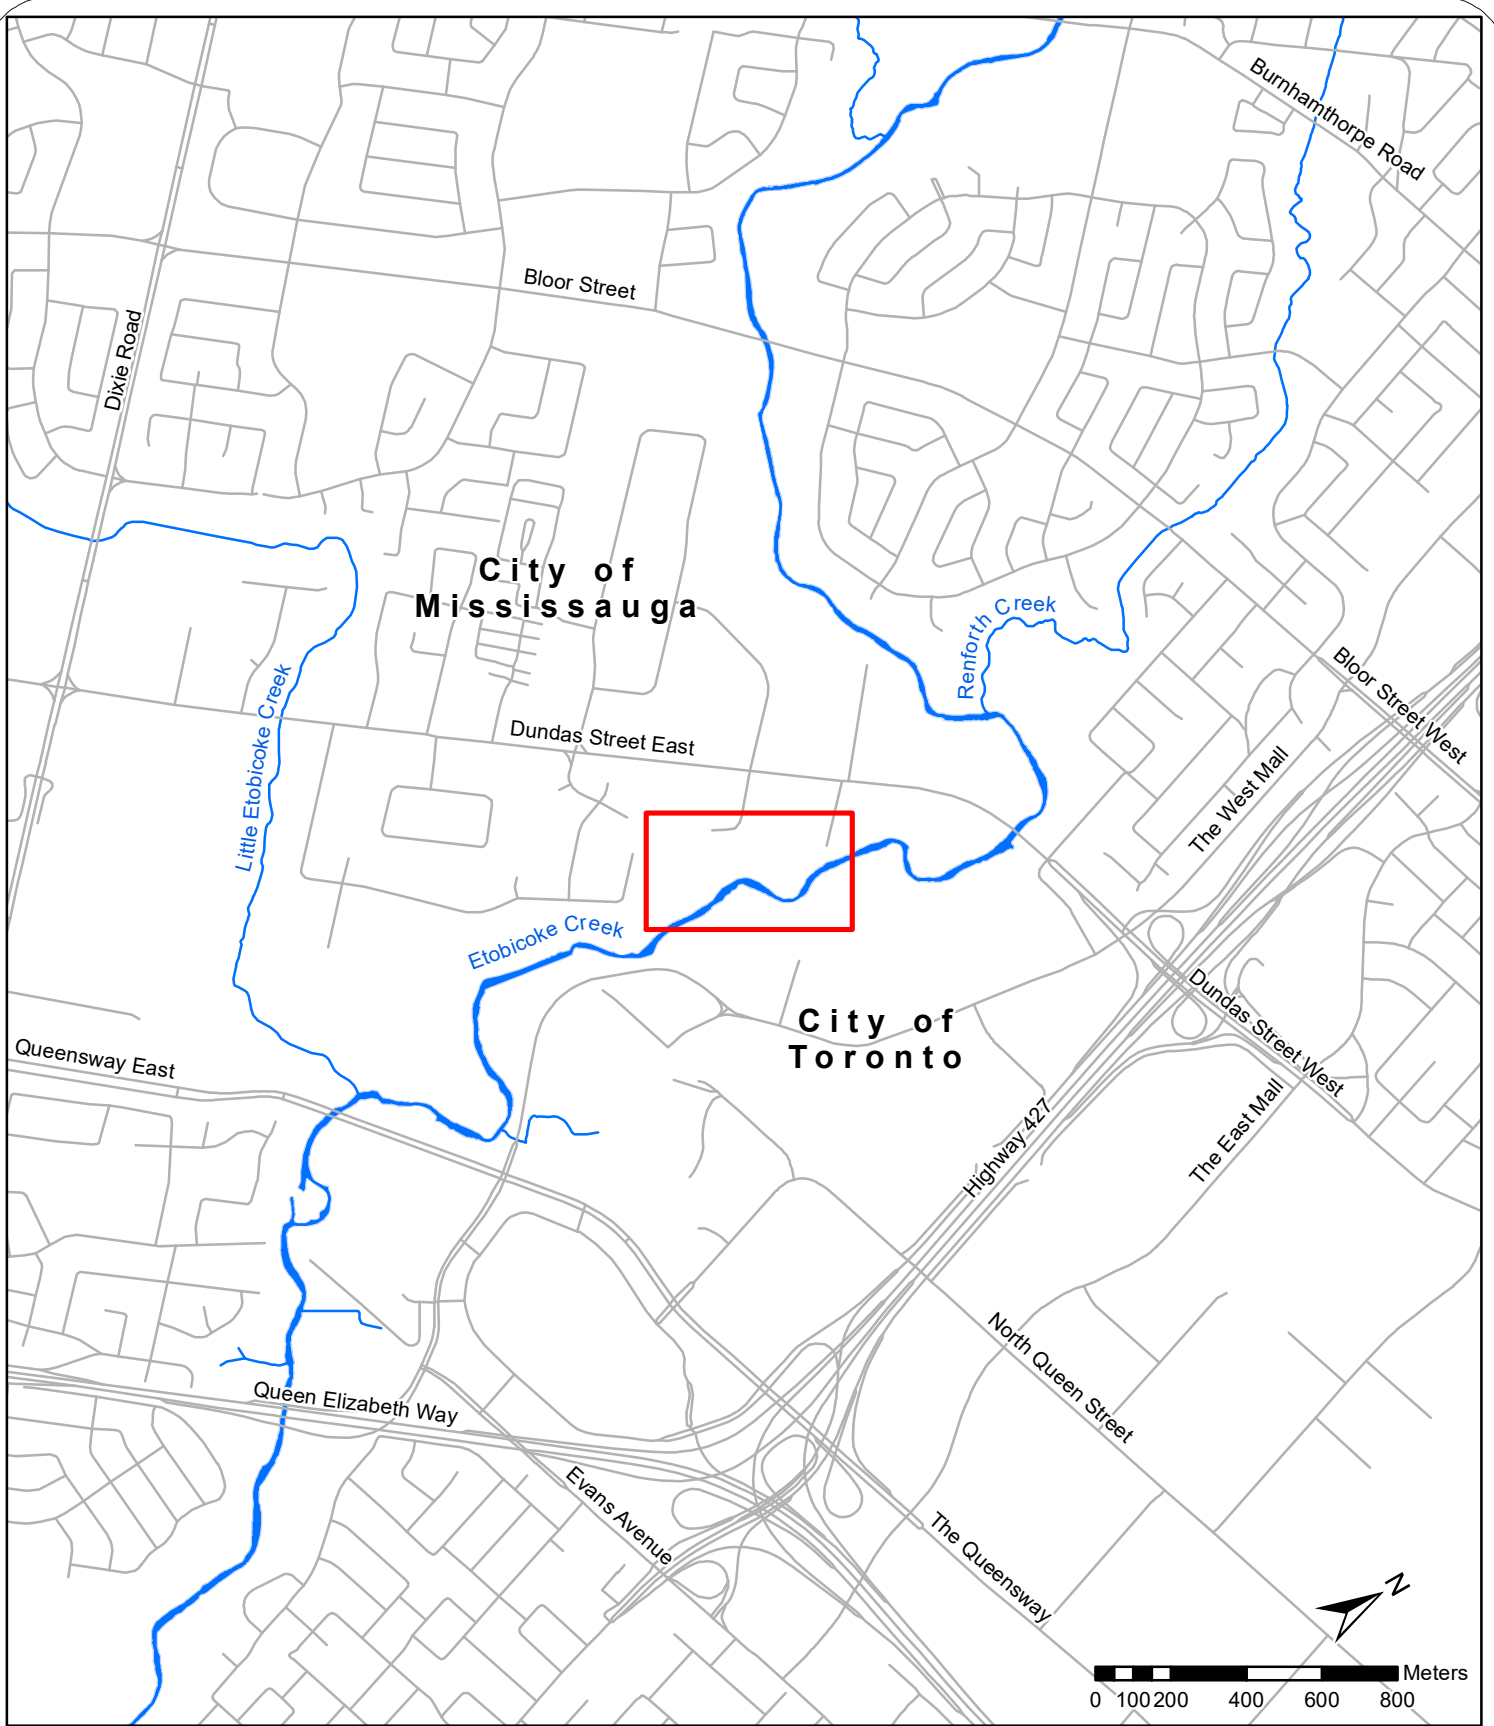 Burnhamthorpe Road
Bloor Street
Dixie Road
City of
Mississauga
Renforth Creek
Bloor Street West
Little Etobicoke Creek
Dundas Street East
The West Mall
Etobicoke Creek
Dundas Street West
City of
Toronto
Queensway East
The East Mall
Highway 427
North Queen Street
Queen Elizabeth Way
Evans Avenue
The Queensway
N
Meters
0 100 200 400 600 800